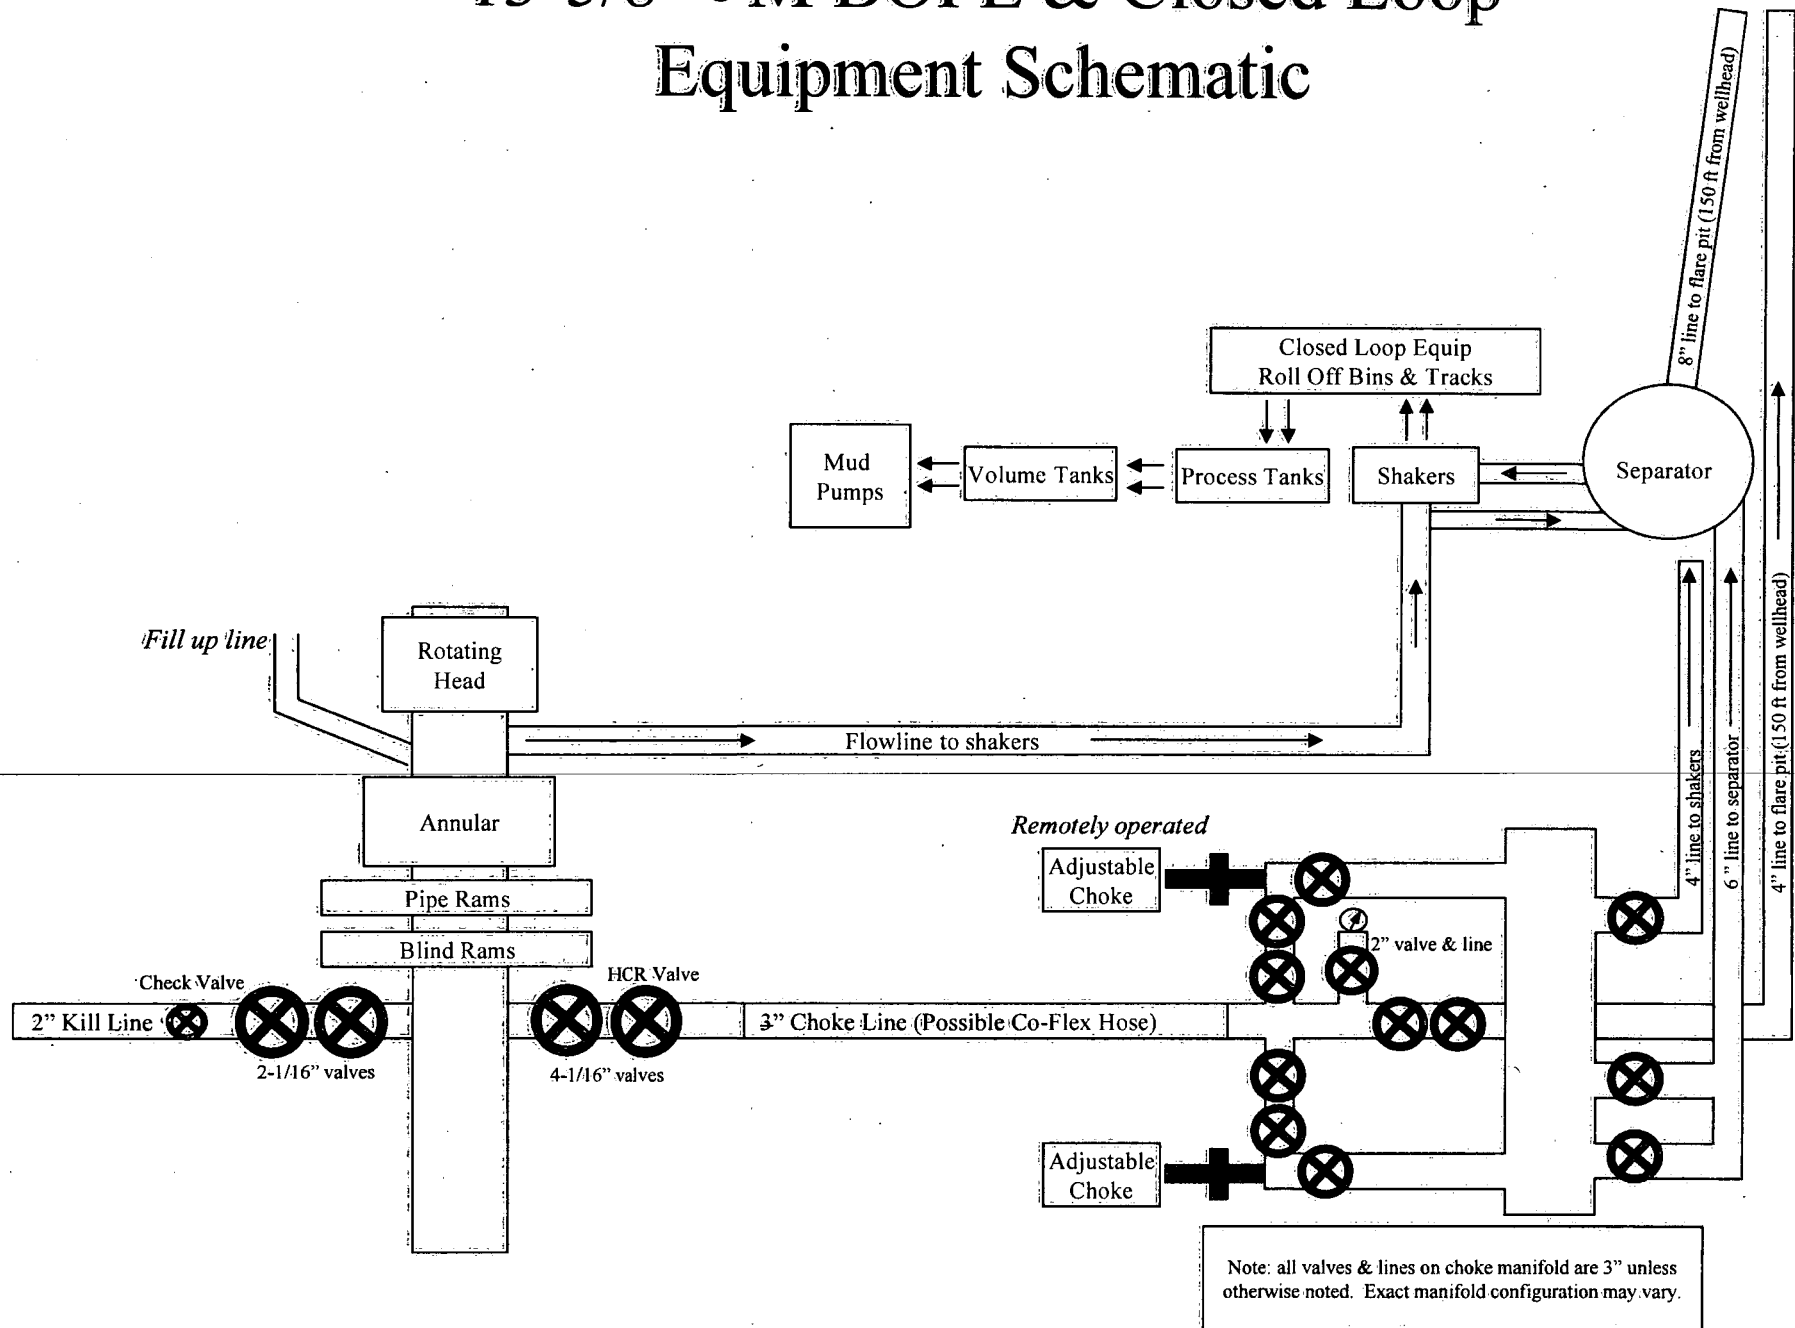 & Closed Loop
Equipment Schematic
8” line to flare pit (150 ft from wellhead)
Closed Loop Equip
Roll Off Bins & Tracks
Mud
Pumps
Volume Tanks
Process Tanks
Shakers
Separator
Fill up line
Rotating
Head
Flowline to shakers
4” line to shakers
6” line to separator
4” line to flare pit (150 ft from wellhead)
Annular
Remotely operated
Adjustable
Choke
Pipe Rams
Blind Rams
2” valve & line
Check Valve
HCR Valve
2” Kill Line
3” Choke Line (Possible Co-Flex Hose)
2-1/16” valves
4-1/16” valves
Adjustable
Choke
Note: all valves & lines on choke manifold are 3” unless
otherwise noted. Exact manifold configuration may vary.